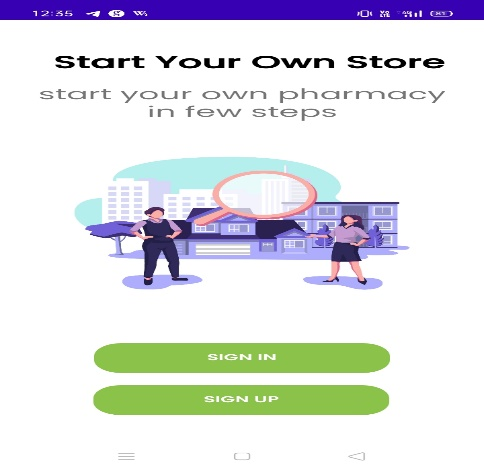 12:35
Start Your Own Store
start your own pharmacy
in few steps
SIGN IN
SIGN UP